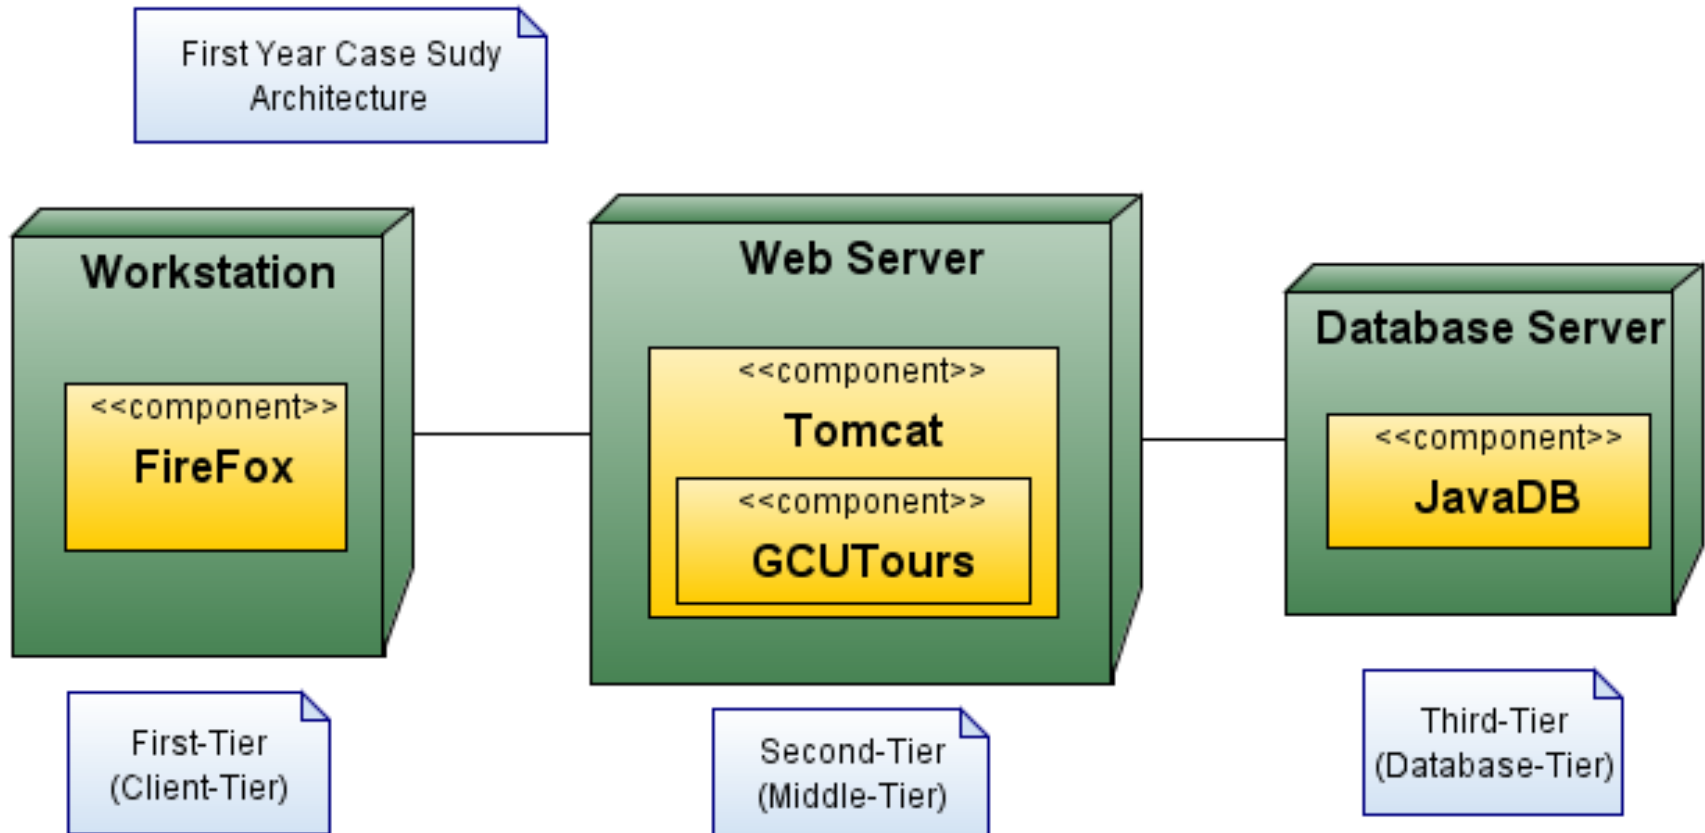 First Year Case Sudy
Architecture
Workstation
<<component>>
FireFox
Web Server
<<component>>
Tomcat
<<component>>
GCUTours
Database Server
<<component>>
JavaDB
First-Tier
(Client-Tier)
Second-Tier
(Middle-Tier)
Third-Tier
(Database-Tier)